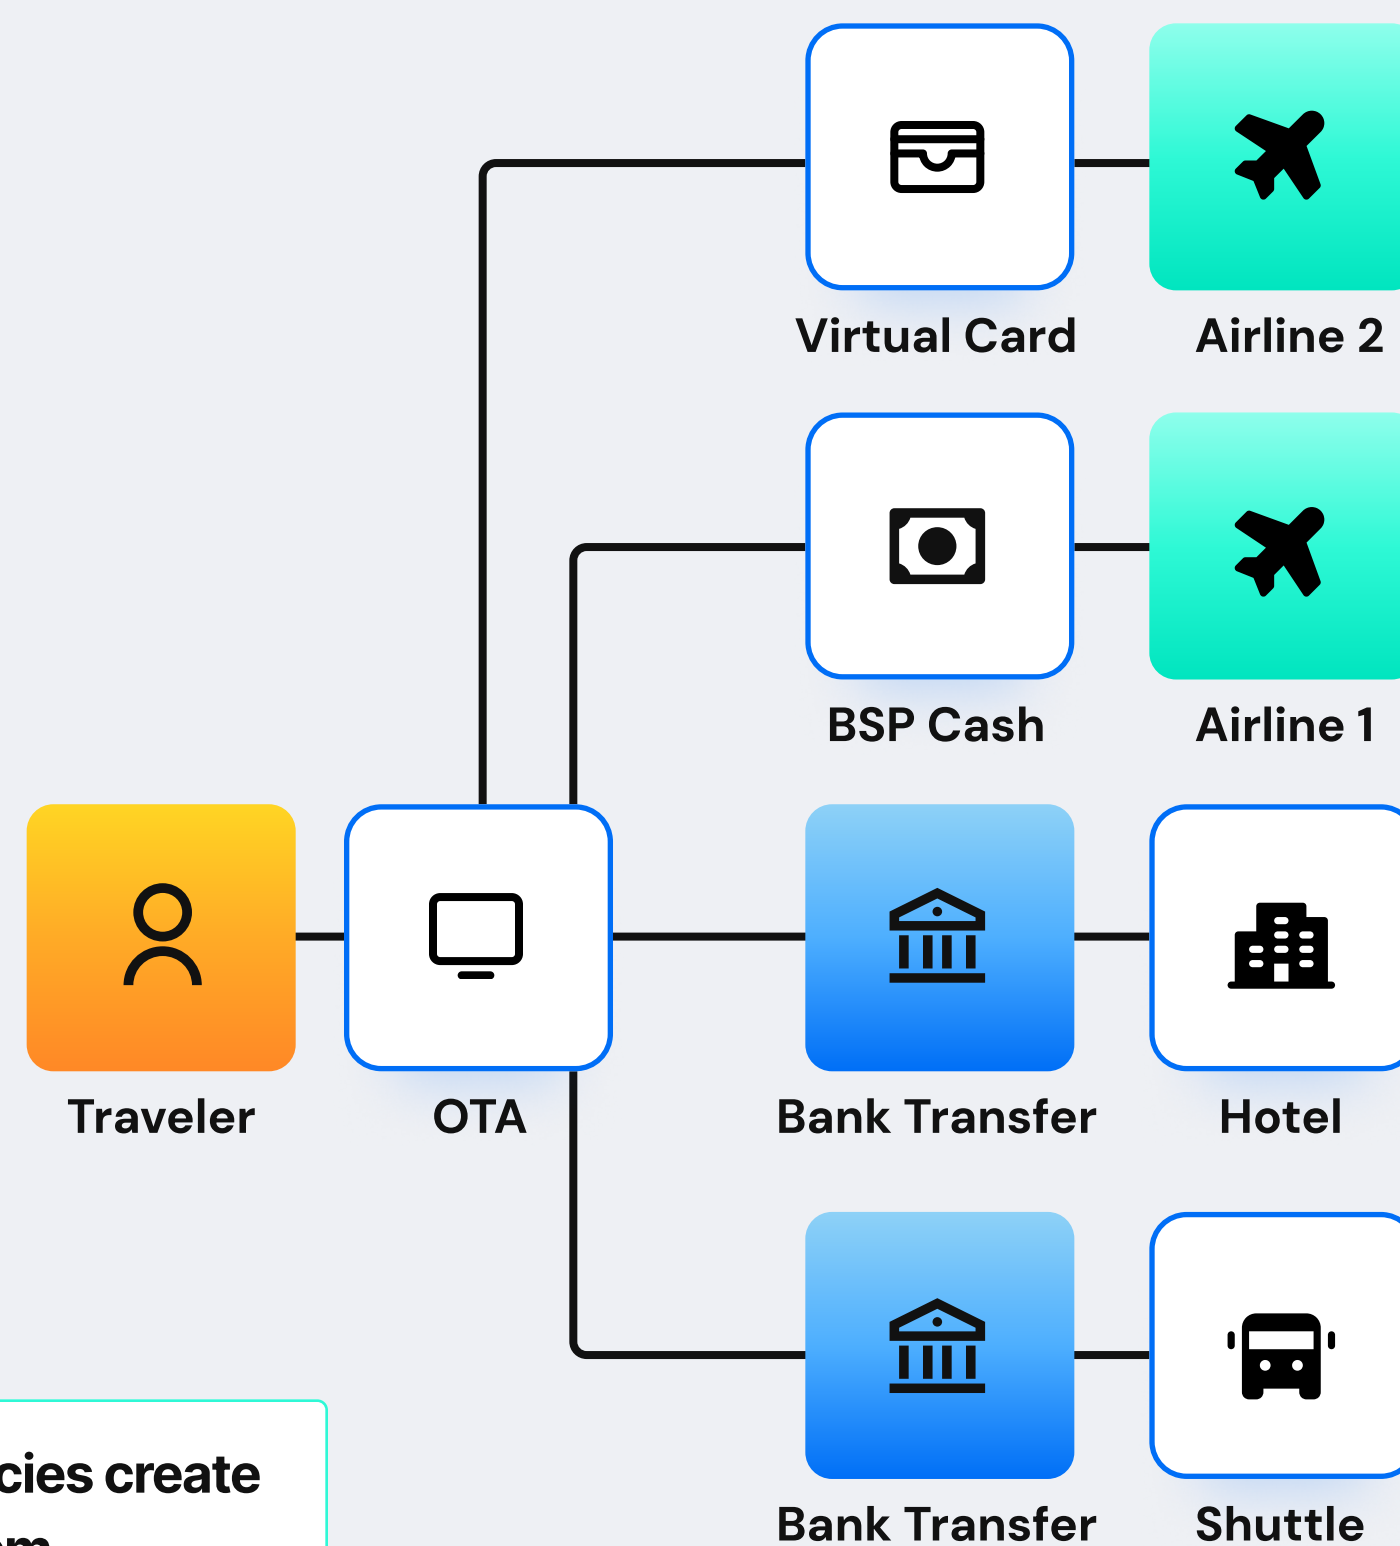 Virtual Card Airline 2
BSP Cash Airline 1
Traveler OTA Bank Transfer Hotel
cies create
Bank Transfer Shuttle